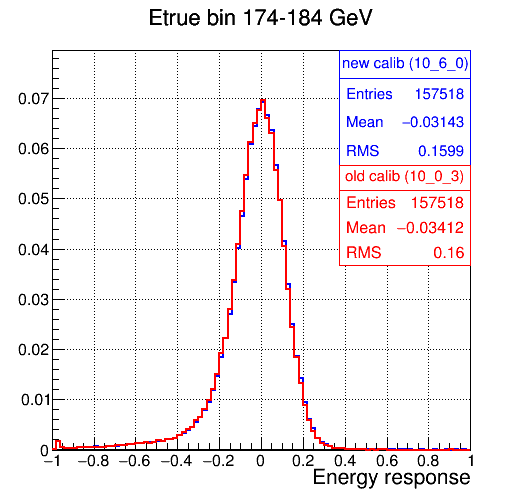 Etrue bin 174-184 GeV
new calib (10_6_0)
Entries 157518
Mean −0.03143
RMS 0.1599
old calib (10_0_3)
Entries 157518
Mean −0.03412
RMS 0.16
0.07
0.06
0.05
0.04
0.03
0.02
0.01
0
−1 −0.8 −0.6 −0.4 −0.2 0 0.2 0.4 0.6 0.8 1
Energy response